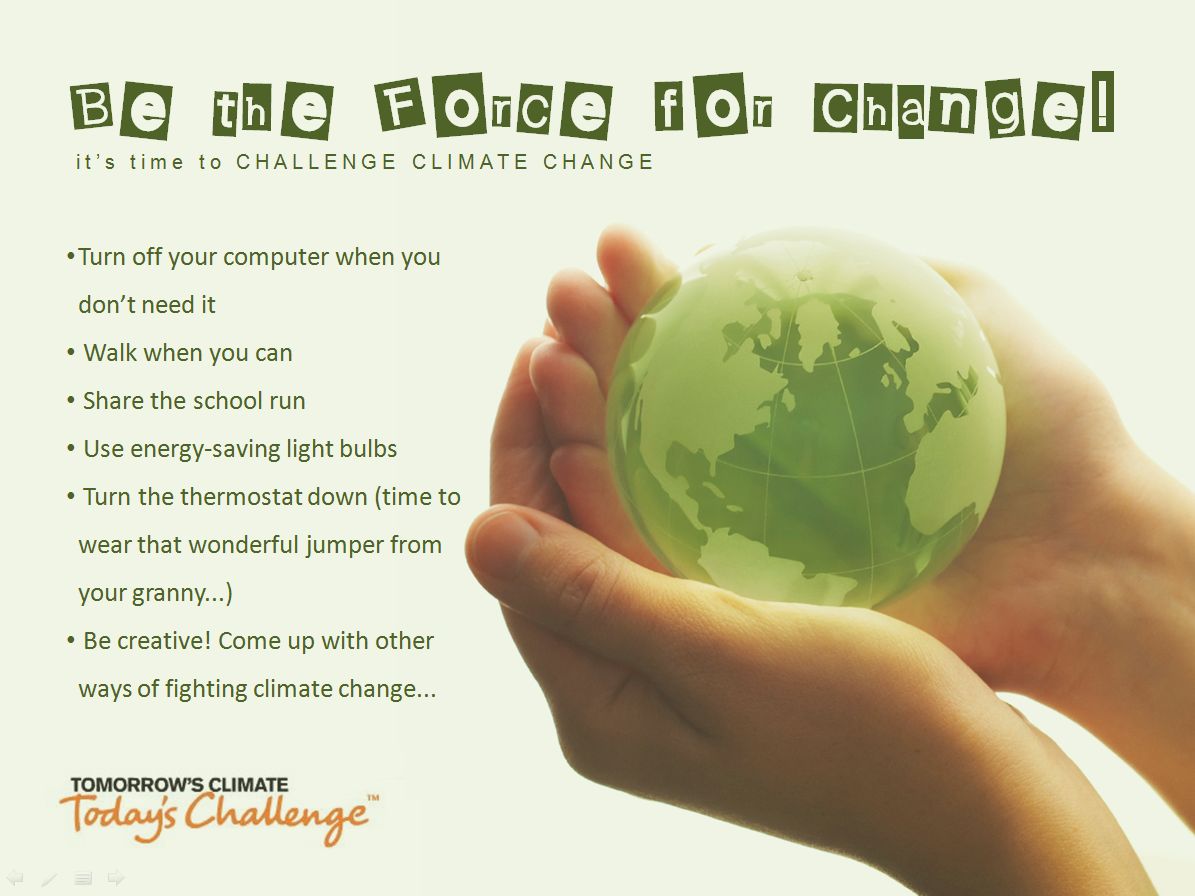 Be the Force for Change!
it's time to CHALLENGE CLIMATE CHANGE
•Turn off your computer when you
don't need it
• Walk when you can
• Share the school run
• Use energy-saving light bulbs
• Turn the thermostat down (time to
wear that wonderful jumper from
your granny...)
• Be creative! Come up with other
ways of fighting climate change...
TOMORROW'S CLIMATE
Today's Challenge™